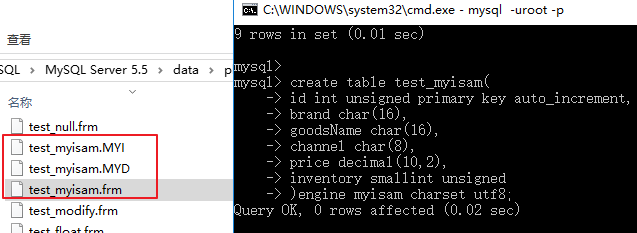 查看
SQL > MySQL Server 5.5 > data > p
名称
test_null.frm
test_myisam.MYI
test_myisam.MYD
test_myisam.frm
test_modify.frm
test_float.frm
C:\WINDOWS\system32\cmd.exe - mysql -uroot -p
9 rows in set (0.01 sec)
mysql>
mysql> create table test_myisam(
-> id int unsigned primary key auto_increment,
-> brand char(16),
-> goodsName char(16),
-> channel char(8),
-> price decimal(10,2),
-> inventory smallint unsigned
-> )engine myisam charset utf8;
Query OK, 0 rows affected (0.02 sec)